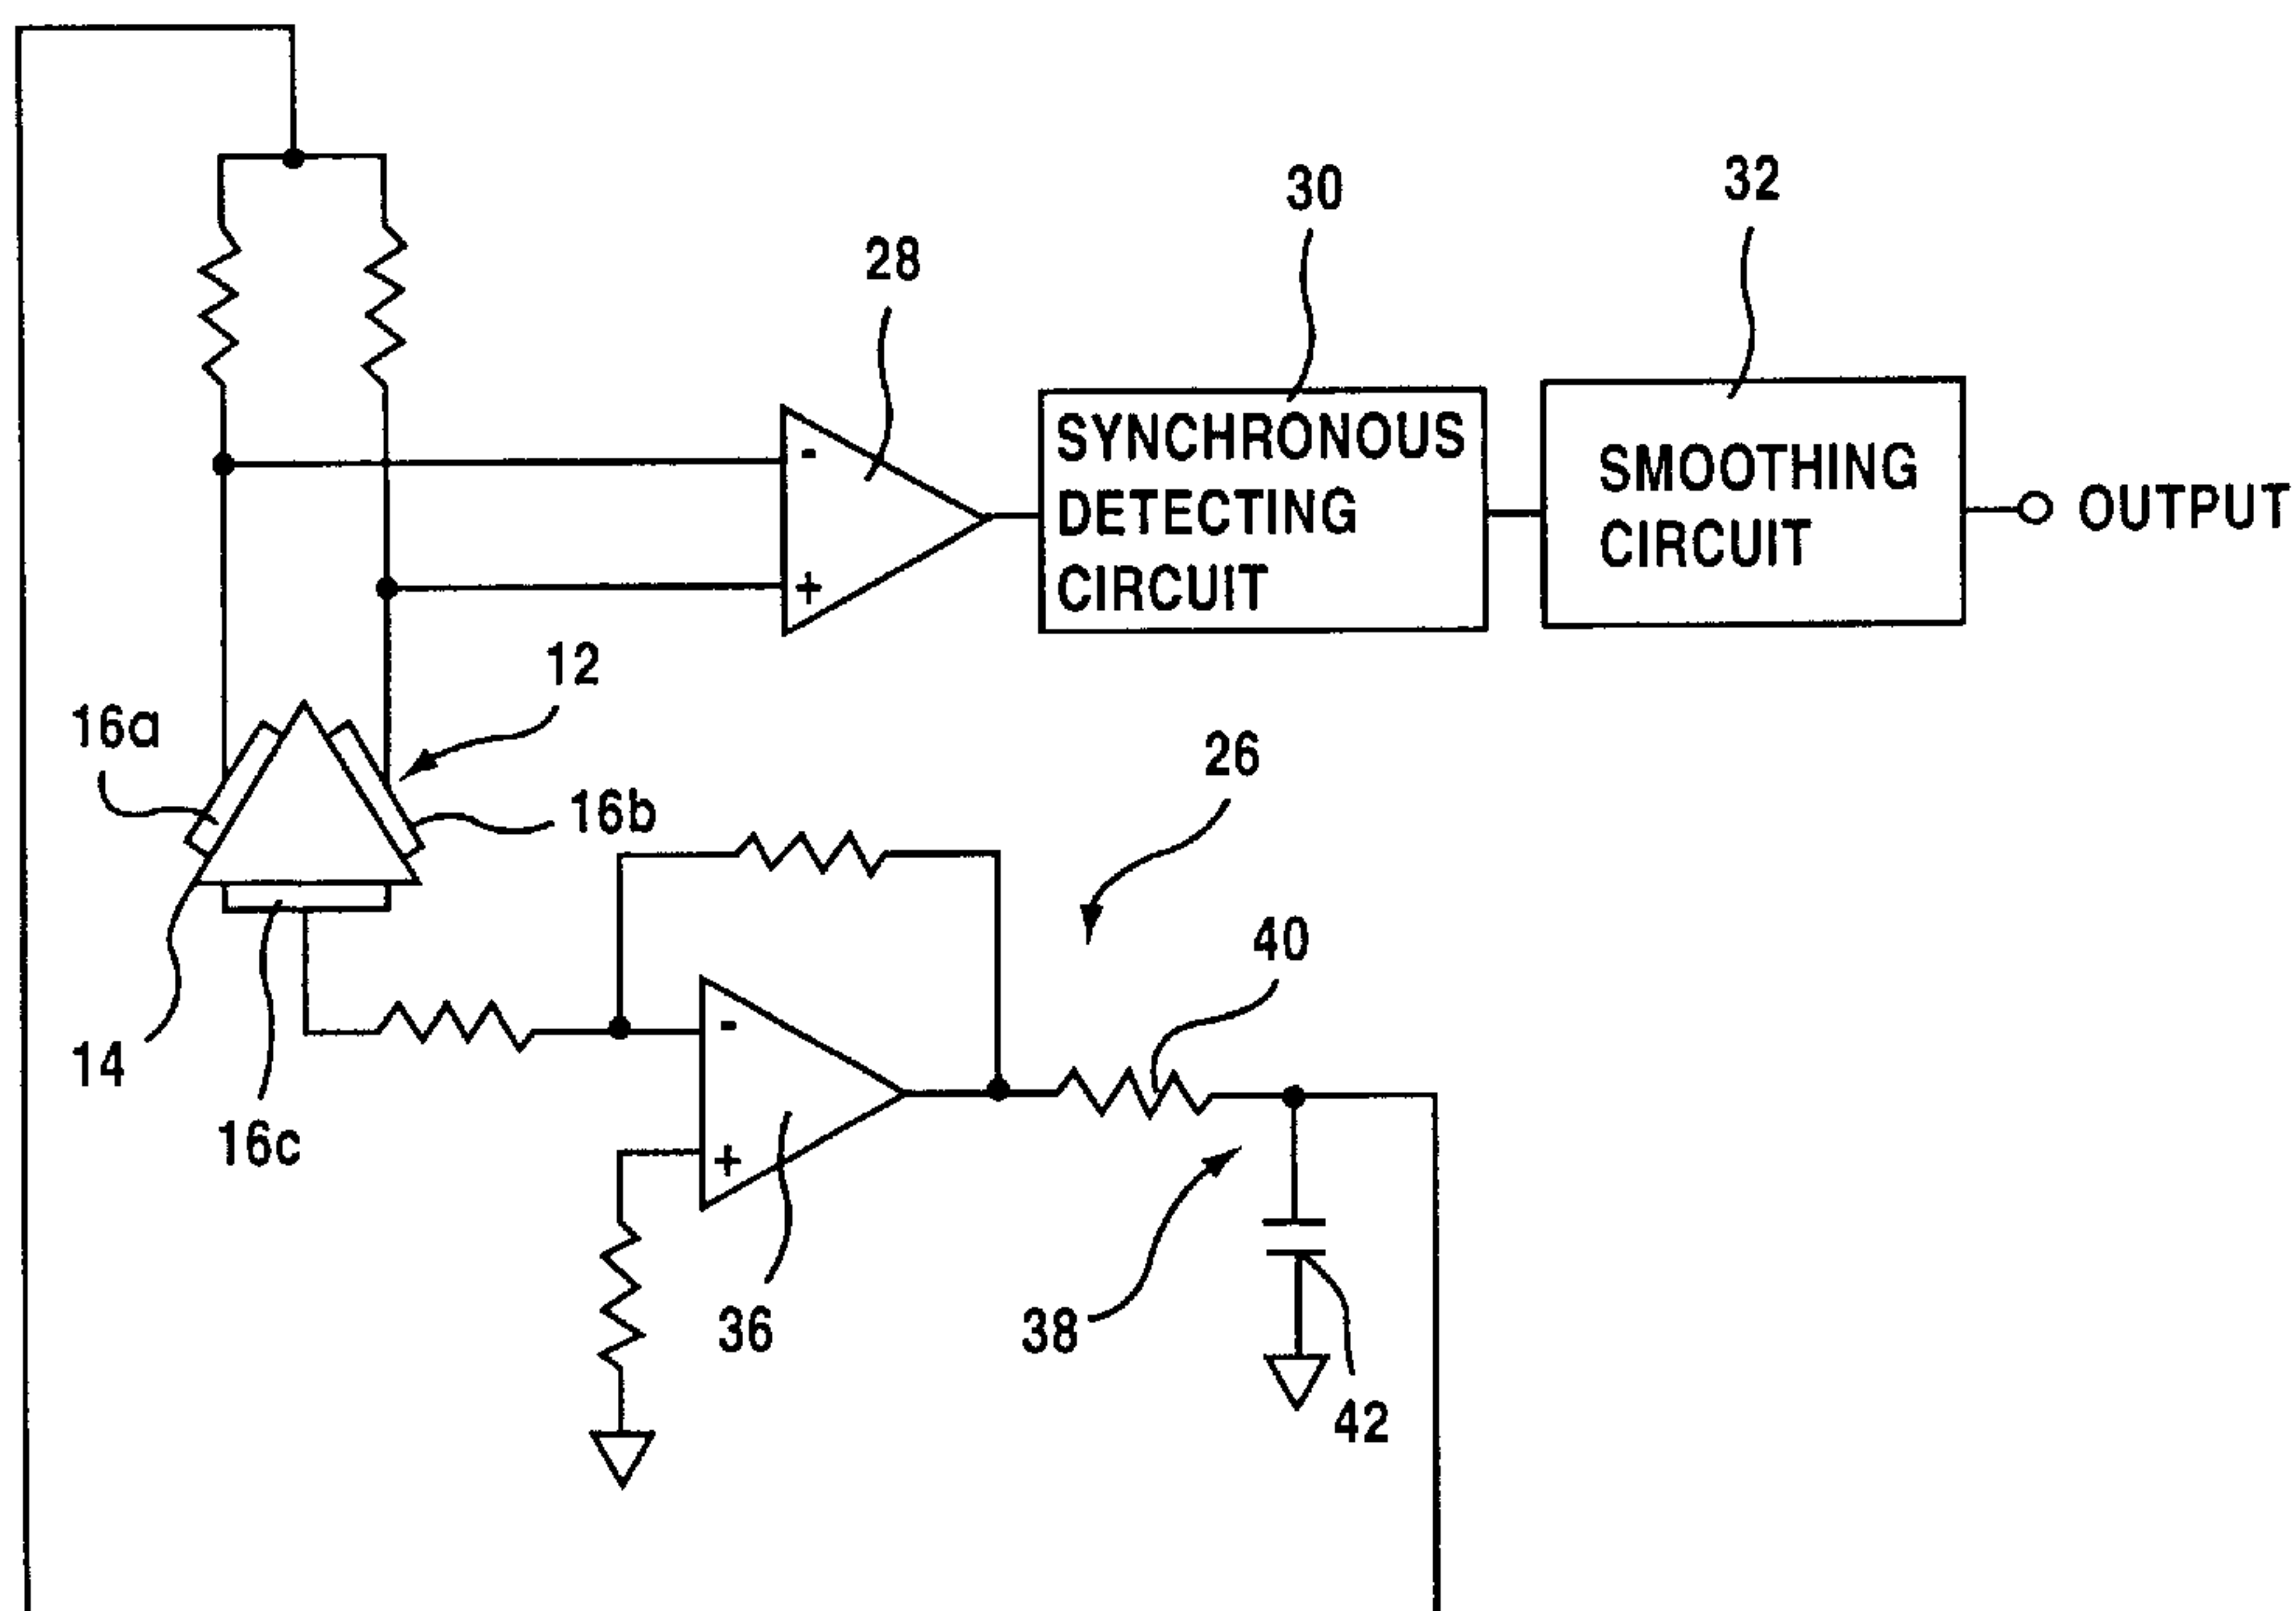 30
32
28
SYNCHRONOUS
DETECTING
CIRCUIT
SMOOTHING
CIRCUIT
OUTPUT
-
+
12
16a
16b
26
40
14
16c
-
+
36
38
42